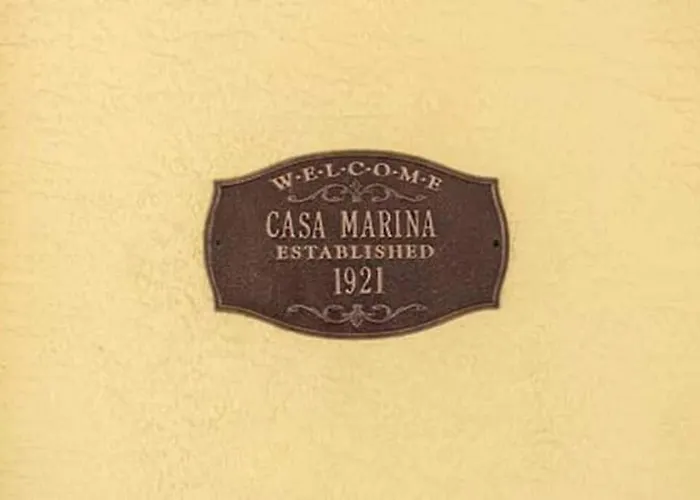 W·E·L·C·O·M·E
CASA MARINA
ESTABLISHED
1921